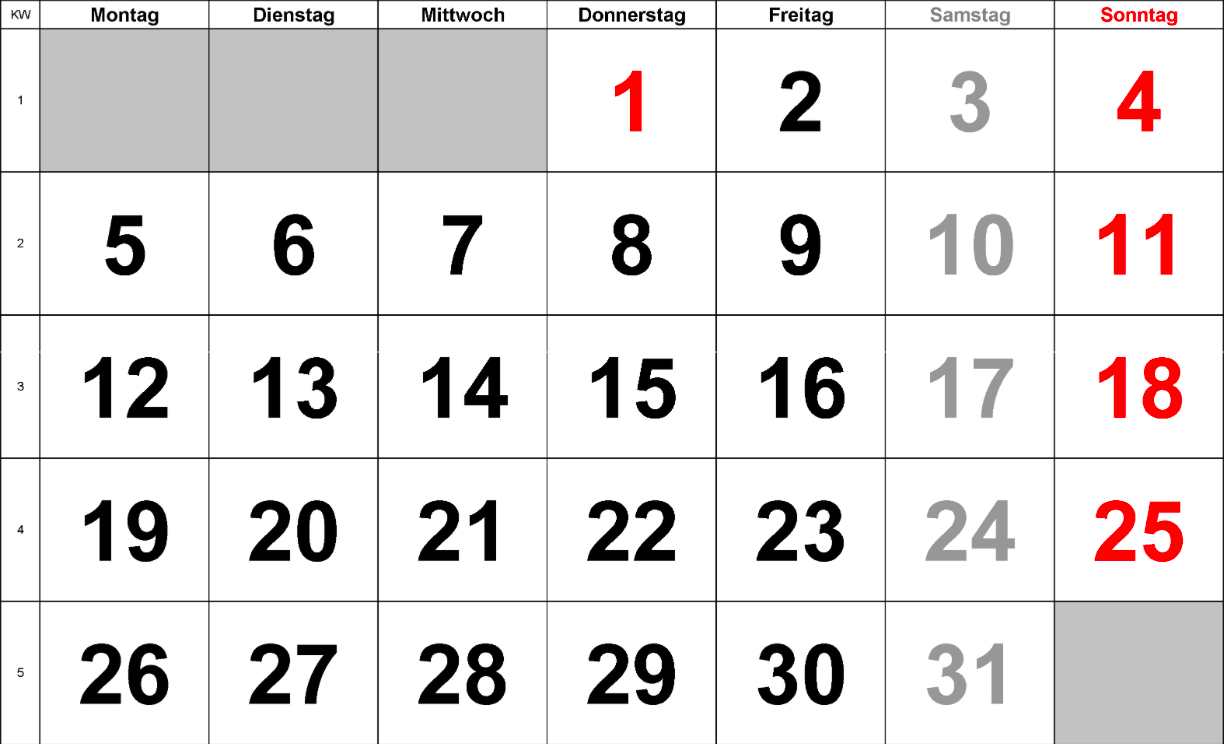 KW Montag Dienstag Mittwoch Donnerstag Freitag Samstag Sonntag
1 1 2 3 4
2 5 6 7 8 9 10 11
3 12 13 14 15 16 17 18
4 19 20 21 22 23 24 25
5 26 27 28 29 30 31